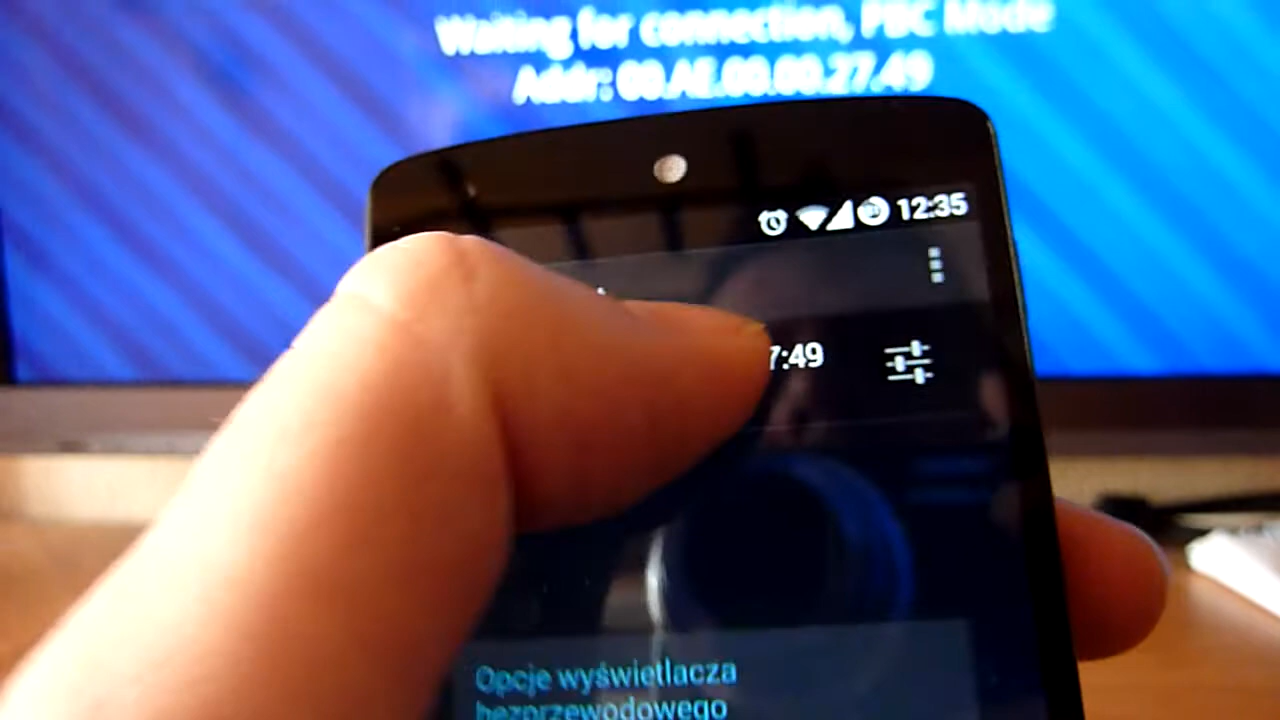 Waiting for connection, PBC Mode
Addr: 00.AE.00.00.27.49
12:35
7:49
Opcje wyświetlacza
bezprzewodowego